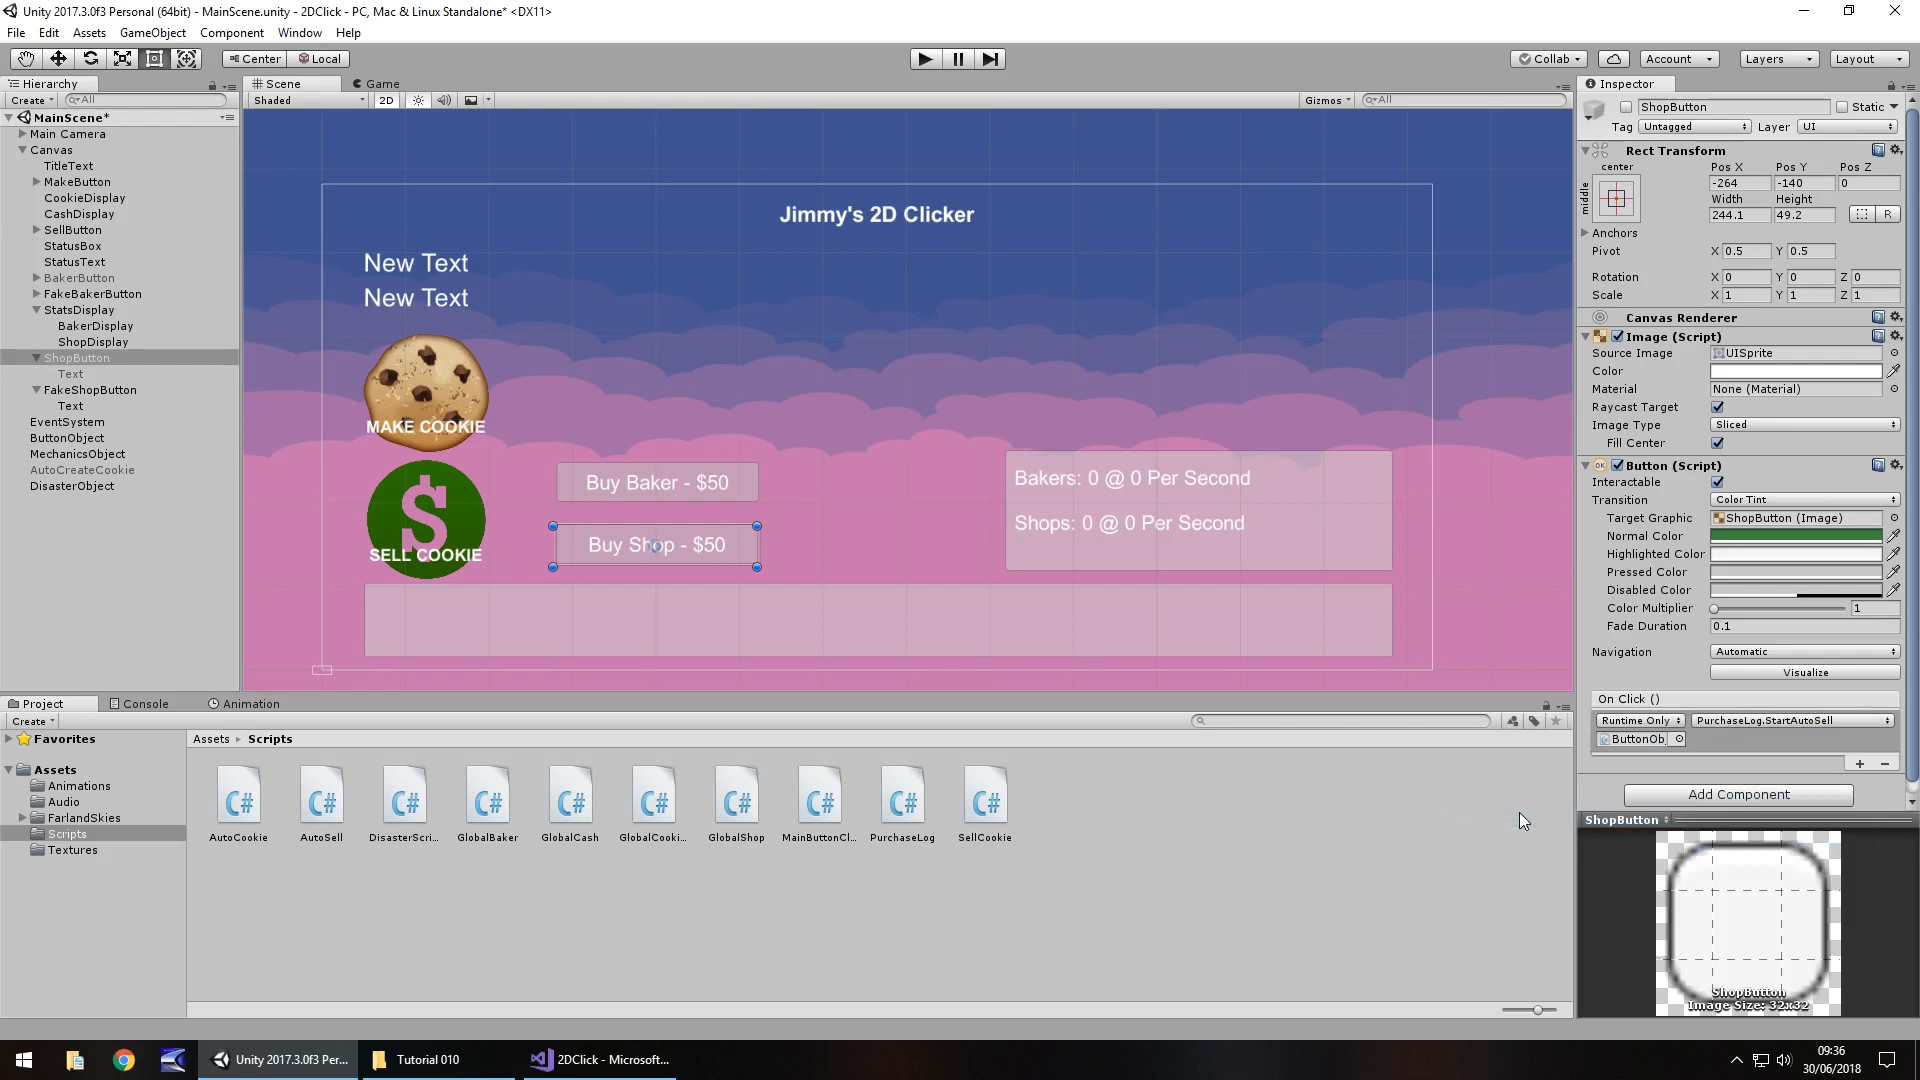 Unity 2017.3.0f3 Personal (64bit) - MainScene.unity - 2DClick - PC, Mac & Linux Standalone* <DX11>
File Edit Assets GameObject Component Window Help
Center Local
Collab Account Layers Layout
Hierarchy
Create All
MainScene*
Main Camera
Canvas
TitleText
MakeButton
CookieDisplay
CashDisplay
SellButton
StatusBox
StatusText
BakerButton
FakeBakerButton
StatsDisplay
BakerDisplay
ShopDisplay
ShopButton
Text
FakeShopButton
Text
EventSystem
ButtonObject
MechanicsObject
AutoCreateCookie
DisasterObject
Scene Game
Shaded 2D Gizmos All
Jimmy's 2D Clicker
New Text
New Text
MAKE COOKIE
SELL COOKIE
Buy Baker - $50
Buy Shop - $50
Bakers: 0 @ 0 Per Second
Shops: 0 @ 0 Per Second
Inspector
ShopButton Static
Tag Untagged Layer UI
Rect Transform
center Pos X Pos Y Pos Z
middle -264 -140 0
Width Height
244.1 49.2 R
Anchors
Pivot X 0.5 Y 0.5
Rotation X 0 Y 0 Z 0
Scale X 1 Y 1 Z 1
Canvas Renderer
Image (Script)
Source Image UISprite
Color
Material None (Material)
Raycast Target
Image Type Sliced
Fill Center
OK Button (Script)
Interactable
Transition Color Tint
Target Graphic ShopButton (Image)
Normal Color
Highlighted Color
Pressed Color
Disabled Color
Color Multiplier 1
Fade Duration 0.1
Navigation Automatic
Visualize
On Click ()
Runtime Only PurchaseLog.StartAutoSell
ButtonOb
+ -
Add Component
ShopButton
ShopButton
Image Size: 32x32
Project Console Animation
Create
Favorites
Assets
Animations
Audio
FarlandSkies
Scripts
Textures
Assets Scripts
C# C# C# C# C# C# C# C# C# C#
AutoCookie AutoSell DisasterScri... GlobalBaker GlobalCash GlobalCooki... GlobalShop MainButtonCl... PurchaseLog SellCookie
Unity 2017.3.0f3 Per... Tutorial 010 2DClick - Microsoft...
09:36
30/06/2018